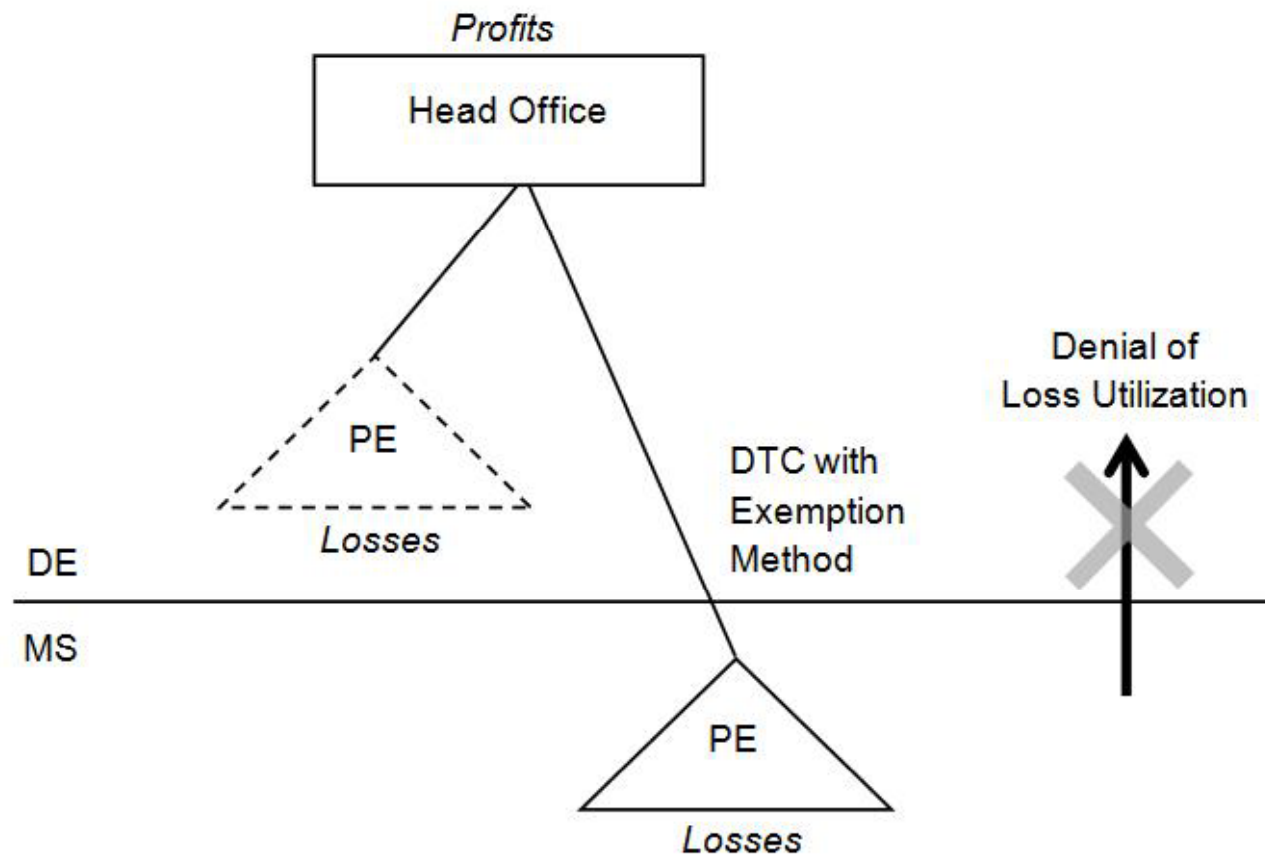 Profits
Head Office
PE
Losses
DTC with
Exemption
Method
Denial of
Loss Utilization
DE
MS
PE
Losses